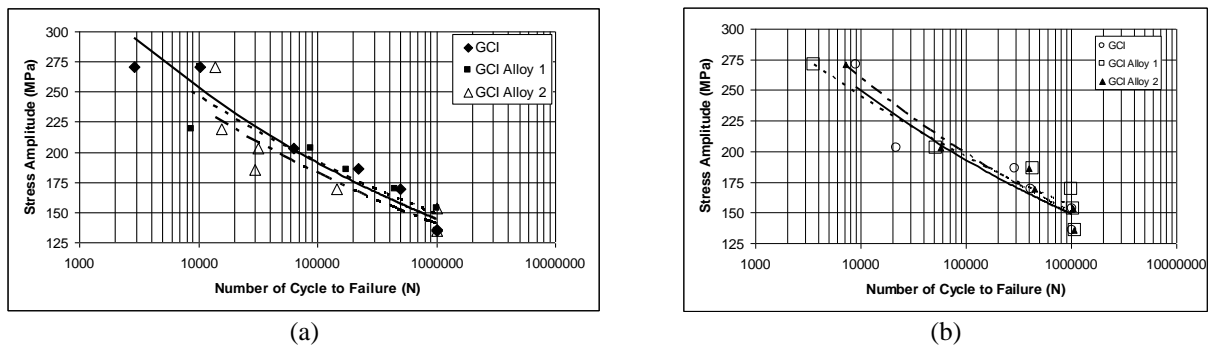 300
275
250
225
200
175
150
125
Stress Amplitude (MPa)
GCI
GCI Alloy 1
GCI Alloy 2
1000 10000 100000 1000000 10000000
Number of Cycle to Failure (N)
(a)
300
275
250
225
200
175
150
125
Stress Amplitude (MPa)
GCI
GCI Alloy 1
GCI Alloy 2
1000 10000 100000 1000000 10000000
Number of Cycle to Failure (N)
(b)